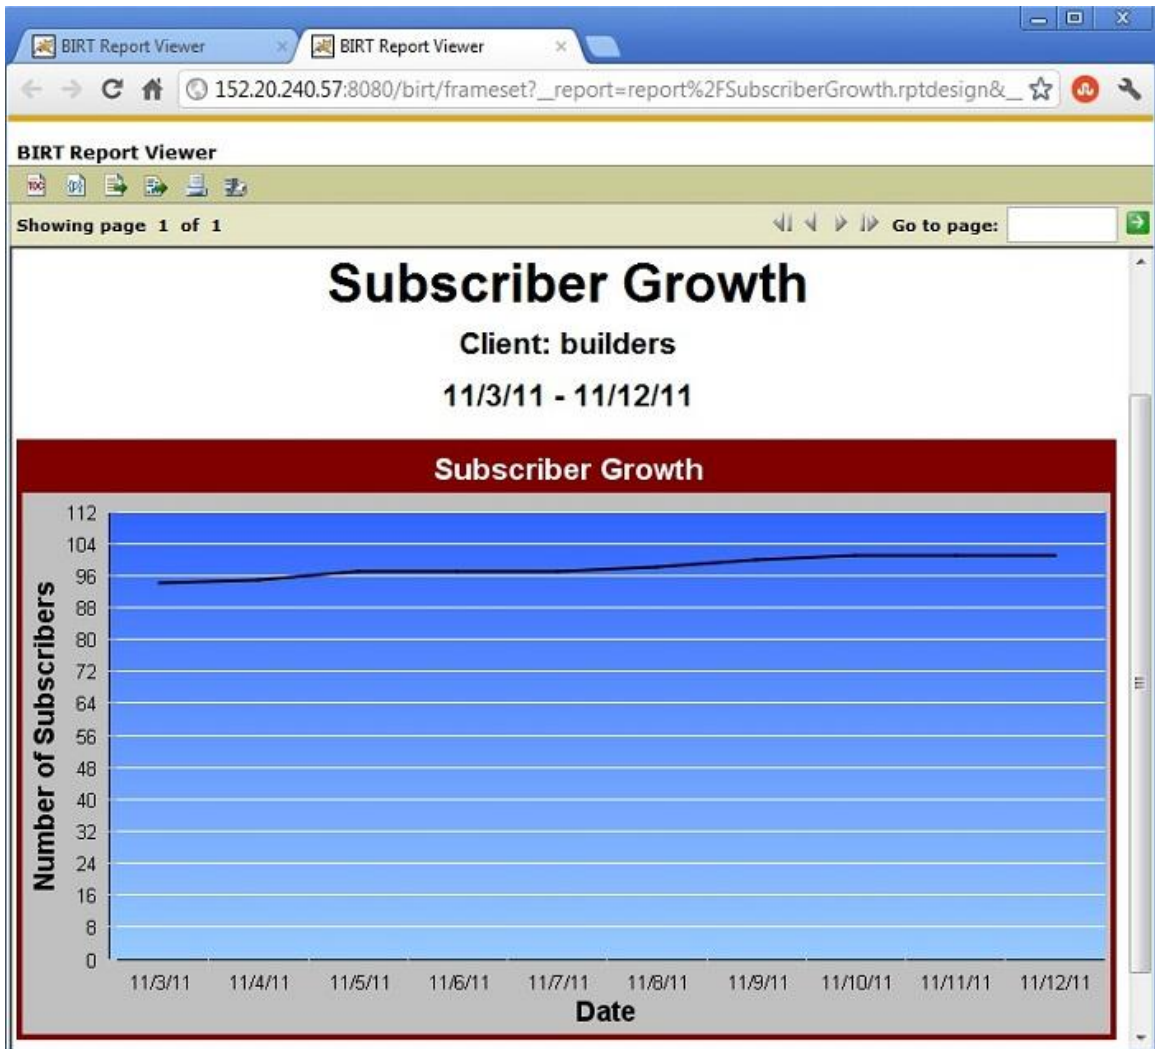 BIRT Report Viewer
BIRT Report Viewer
152.20.240.57:8080/birt/frameset?__report=report%2FSubscriberGrowth.rptdesign&__
BIRT Report Viewer
TOC
Showing page 1 of 1
Go to page:
Subscriber Growth
Client: builders
11/3/11 - 11/12/11
Subscriber Growth
112
104
96
88
80
72
64
56
48
40
32
24
16
8
0
Number of Subscribers
11/3/11 11/4/11 11/5/11 11/6/11 11/7/11 11/8/11 11/9/11 11/10/11 11/11/11 11/12/11
Date